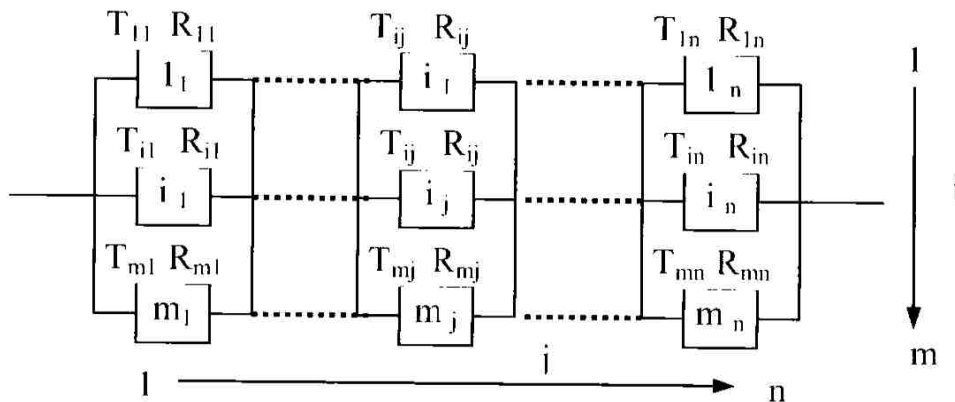 T11 R11 Tij Rij T1n R1n
1
11 i1 1n
Ti1 Ri1 Tij Rij Tin Rin
i1 ij in
Tm1 Rm1 Tmj Rmj Tmn Rmn
m1 mj mn
m
j
1 n